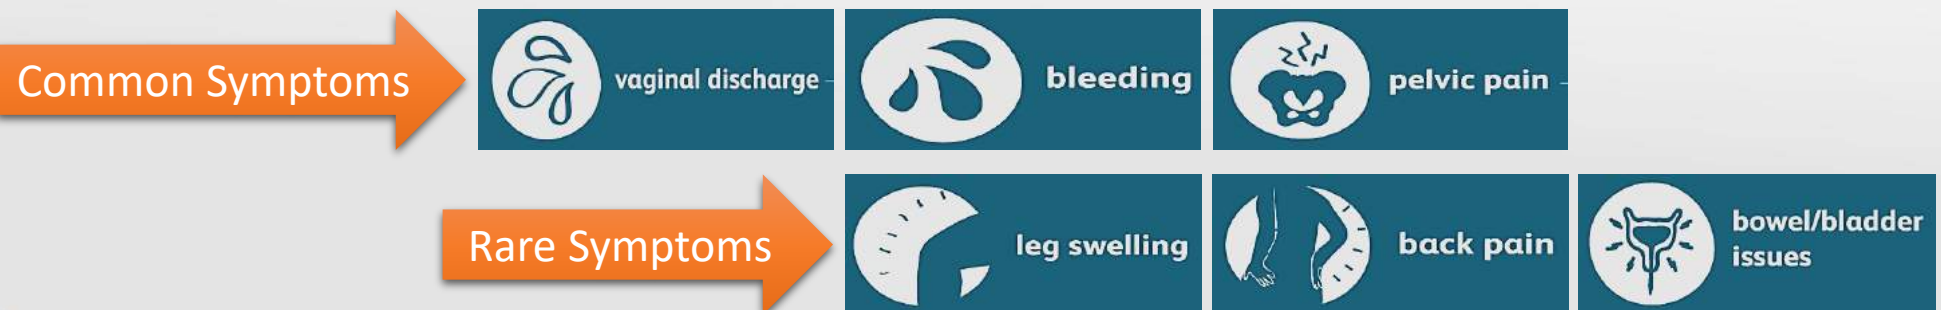 Common Symptoms
vaginal discharge
bleeding
pelvic pain
Rare Symptoms
leg swelling
back pain
bowel/bladder
issues